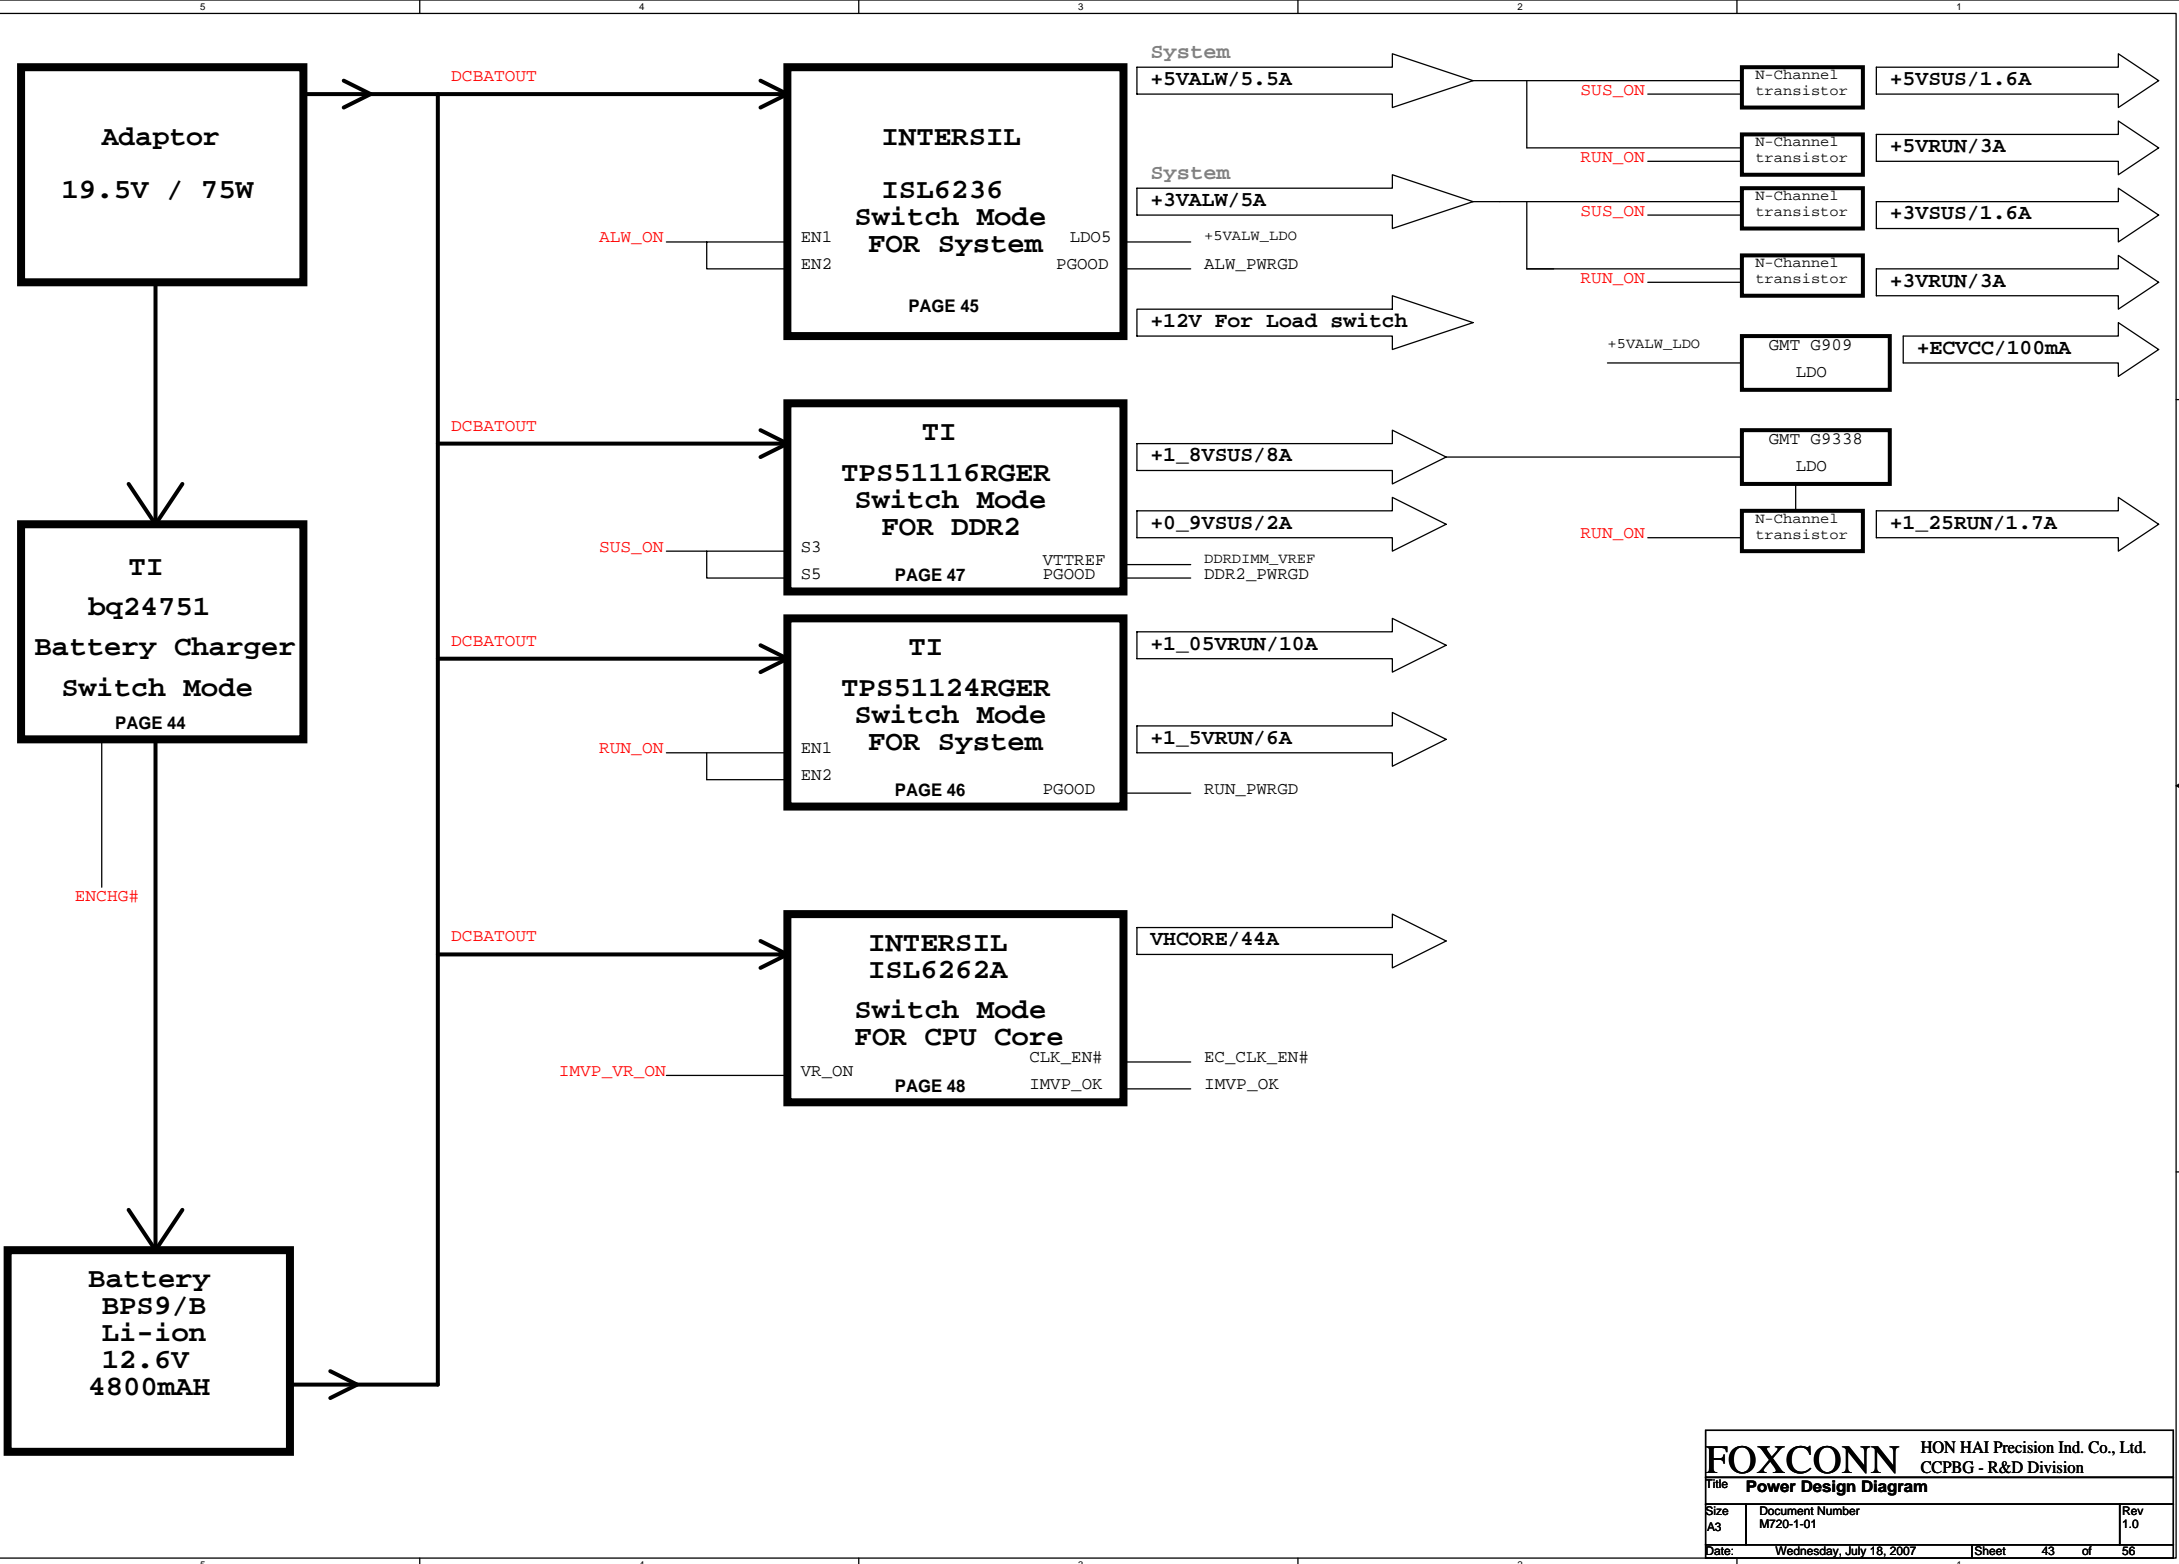 5
4
3
2
1
Adaptor
19.5V / 75W
DCBATOUT
INTERSIL
ISL6236
Switch Mode
FOR System
ALW_ON
EN1
EN2
LDO5
PGOOD
+5VALW_LDO
ALW_PWRGD
PAGE 45
System
+5VALW/5.5A
System
+3VALW/5A
+12V For Load switch
SUS_ON
N-Channel
transistor
+5VSUS/1.6A
RUN_ON
N-Channel
transistor
+5VRUN/3A
SUS_ON
N-Channel
transistor
+3VSUS/1.6A
RUN_ON
N-Channel
transistor
+3VRUN/3A
+5VALW_LDO
GMT G909
LDO
+ECVCC/100mA
DCBATOUT
TI
TPS51116RGER
Switch Mode
FOR DDR2
SUS_ON
S3
S5
VTTREF
PGOOD
DDRDIMM_VREF
DDR2_PWRGD
PAGE 47
+1_8VSUS/8A
+0_9VSUS/2A
GMT G9338
LDO
RUN_ON
N-Channel
transistor
+1_25RUN/1.7A
TI
bq24751
Battery Charger
Switch Mode
PAGE 44
ENCHG#
DCBATOUT
TI
TPS51124RGER
Switch Mode
FOR System
RUN_ON
EN1
EN2
PGOOD
RUN_PWRGD
PAGE 46
+1_05VRUN/10A
+1_5VRUN/6A
DCBATOUT
INTERSIL
ISL6262A
Switch Mode
FOR CPU Core
IMVP_VR_ON
VR_ON
CLK_EN#
IMVP_OK
EC_CLK_EN#
IMVP_OK
PAGE 48
VHCORE/44A
Battery
BPS9/B
Li-ion
12.6V
4800mAH
FOXCONN
HON HAI Precision Ind. Co., Ltd.
CCPBG - R&D Division
Title Power Design Diagram
Size Document Number Rev
A3 M720-1-01 1.0
Date: Wednesday, July 18, 2007 Sheet 43 of 56
5
4
3
2
1